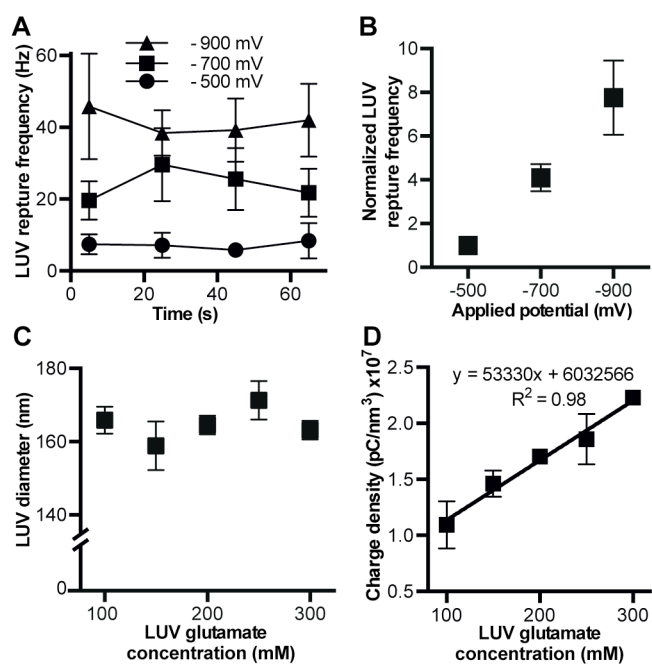 A
- 900 mV
- 700 mV
- 500 mV
LUV repture frequency (Hz)
60
40
20
0
0 20 40 60
Time (s)
B
Normalized LUV
repture frequency
10
8
6
4
2
0
-500 -700 -900
Applied potential (mV)
C
LUV diameter (nm)
180
160
140
0
100 200 300
LUV glutamate
concentration (mM)
D
y = 53330x + 6032566
R² = 0.98
Charge density (pC/nm³) x10⁷
2.5
2.0
1.5
1.0
0.5
100 200 300
LUV glutamate
concentration (mM)